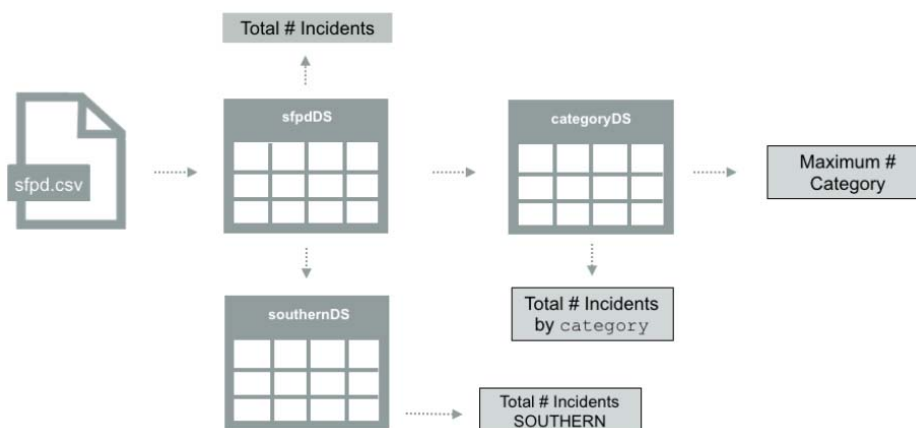 Total # Incidents
sfpd.csv
sfpdDS
categoryDS
Maximum #
Category
southernDS
Total # Incidents
by category
Total # Incidents
SOUTHERN